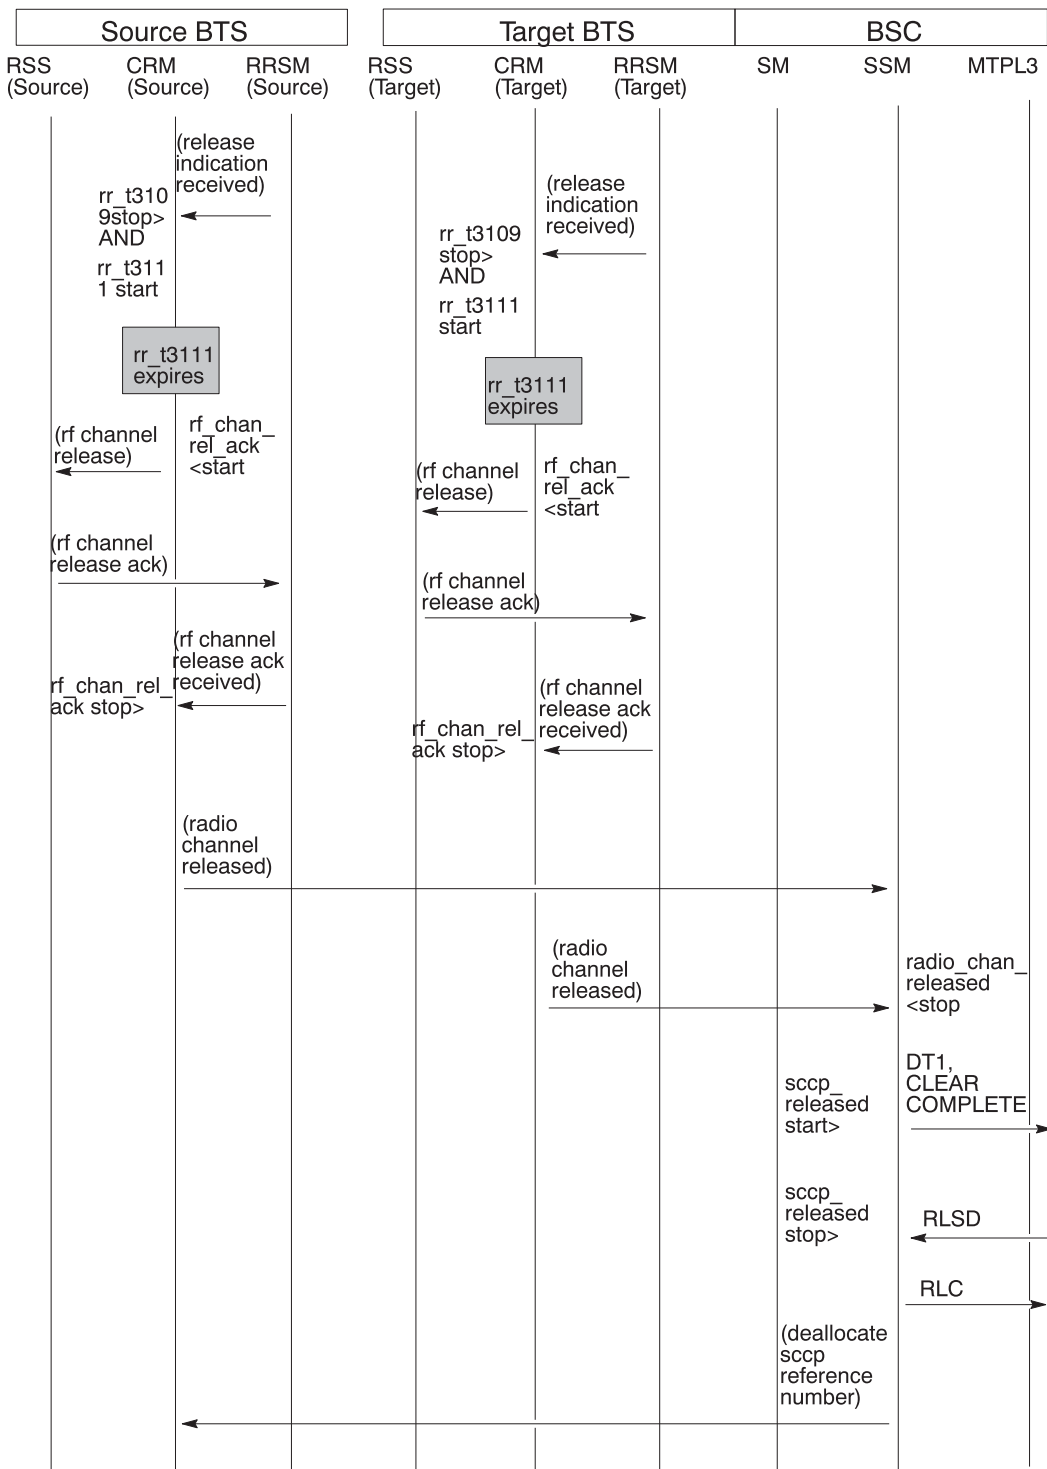 Source BTS
Target BTS
BSC
RSS
(Source)
CRM
(Source)
RRSM
(Source)
RSS
(Target)
CRM
(Target)
RRSM
(Target)
SM
SSM
MTPL3
(release
indication
received)
rr_t310
9stop>
AND
rr_t311
1 start
(release
indication
received)
rr_t3109
stop>
AND
rr_t3111
start
rr_t3111
expires
rr_t3111
expires
(rf channel
release)
rf_chan_
rel_ack
<start
(rf channel
release)
rf_chan_
rel_ack
<start
(rf channel
release ack)
(rf channel
release ack)
(rf channel
release ack
received)
rf_chan_rel_
ack stop>
(rf channel
release ack
received)
rf_chan_rel_
ack stop>
(radio
channel
released)
(radio
channel
released)
radio_chan_
released
<stop
DT1,
CLEAR
COMPLETE
sccp_
released
start>
sccp_
released
stop>
RLSD
RLC
(deallocate
sccp
reference
number)